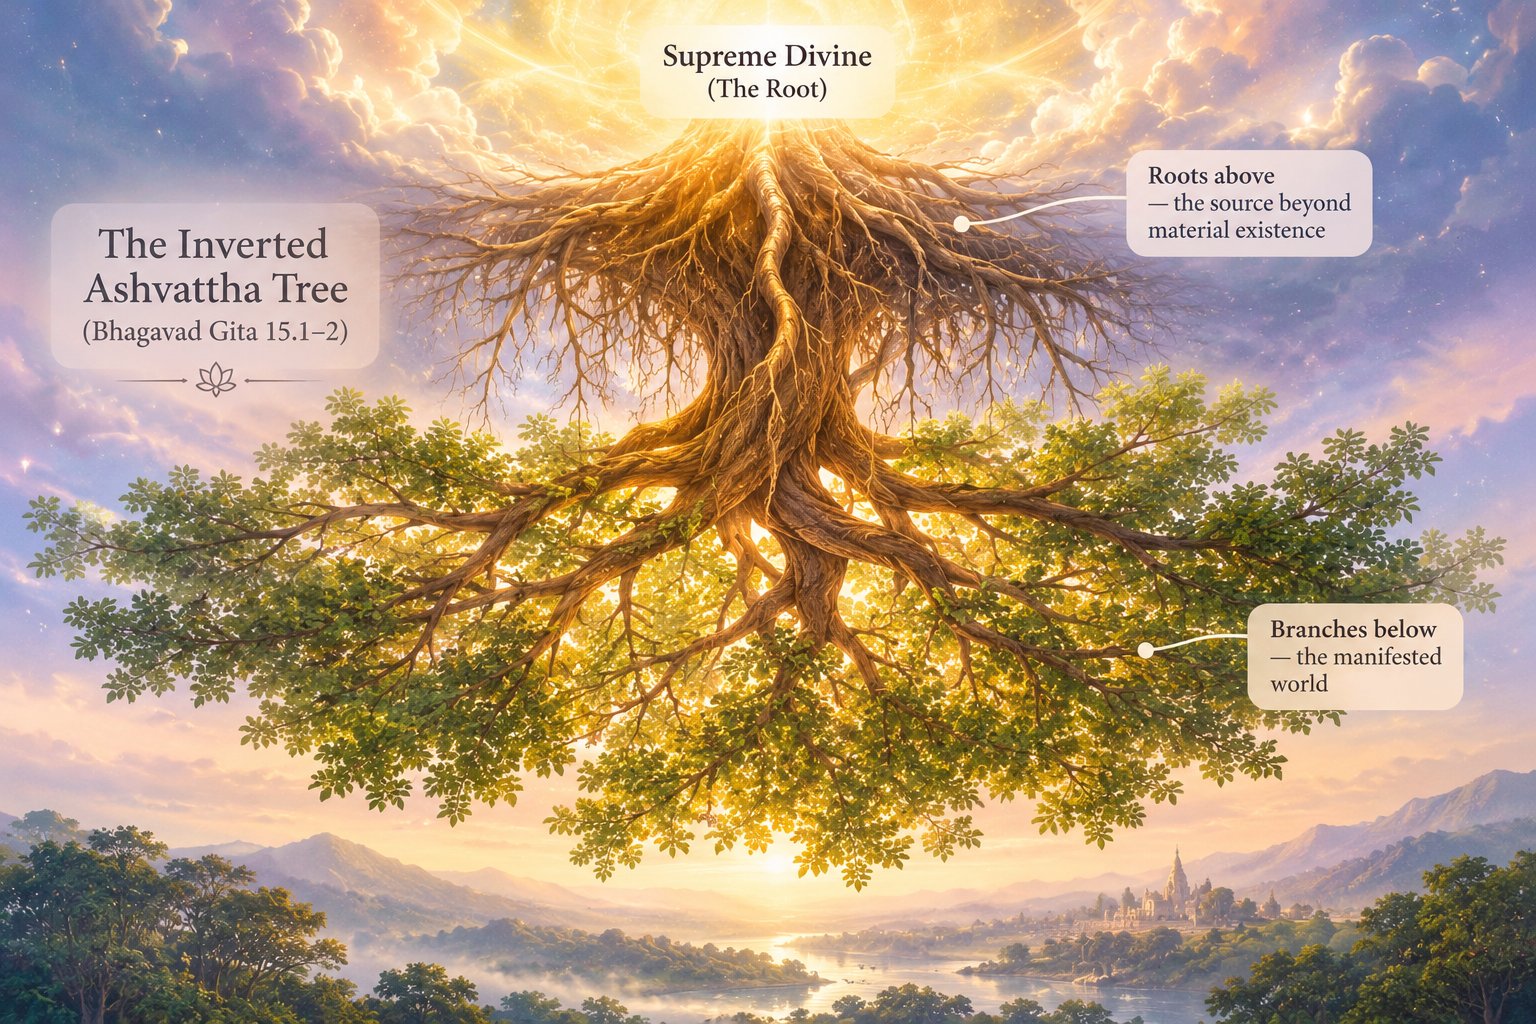 Supreme Divine
(The Root)
Roots above
— the source beyond
material existence
The Inverted
Ashvattha Tree
(Bhagavad Gita 15.1–2)
Branches below
— the manifested
world